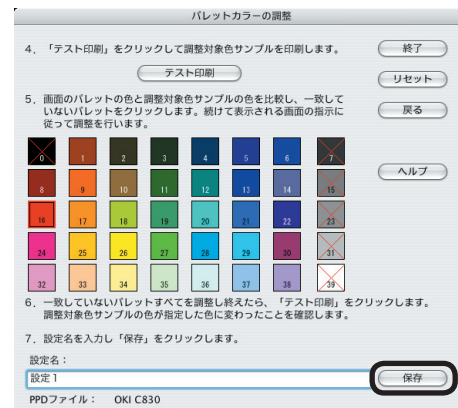 パレットカラーの調整
4. 「テスト印刷」をクリックして調整対象色サンプルを印刷します。
終了
テスト印刷
リセット
5. 画面のパレットの色と調整対象色サンプルの色を比較し、一致して
いないパレットをクリックします。続けて表示される画面の指示に
従って調整を行います。
戻る
ヘルプ
0 1 2 3 4 5 6 7
8 9 10 11 12 13 14 15
16 17 18 19 20 21 22 23
24 25 26 27 28 29 30 31
32 33 34 35 36 37 38 39
6. 一致していないパレットすべてを調整し終えたら、「テスト印刷」をクリックします。
調整対象色サンプルの色が指定した色に変わったことを確認します。
7. 設定名を入力し「保存」をクリックします。
設定名:
設定1
保存
PPDファイル: OKI C830